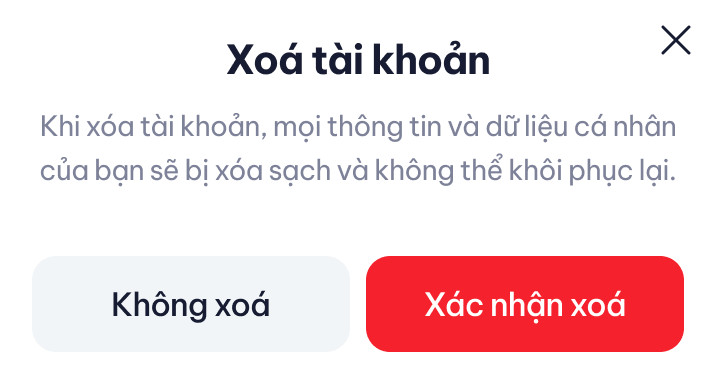 Xoá tài khoản
Khi xóa tài khoản, mọi thông tin và dữ liệu cá nhân
của bạn sẽ bị xóa sạch và không thể khôi phục lại.
Không xoá
Xác nhận xoá